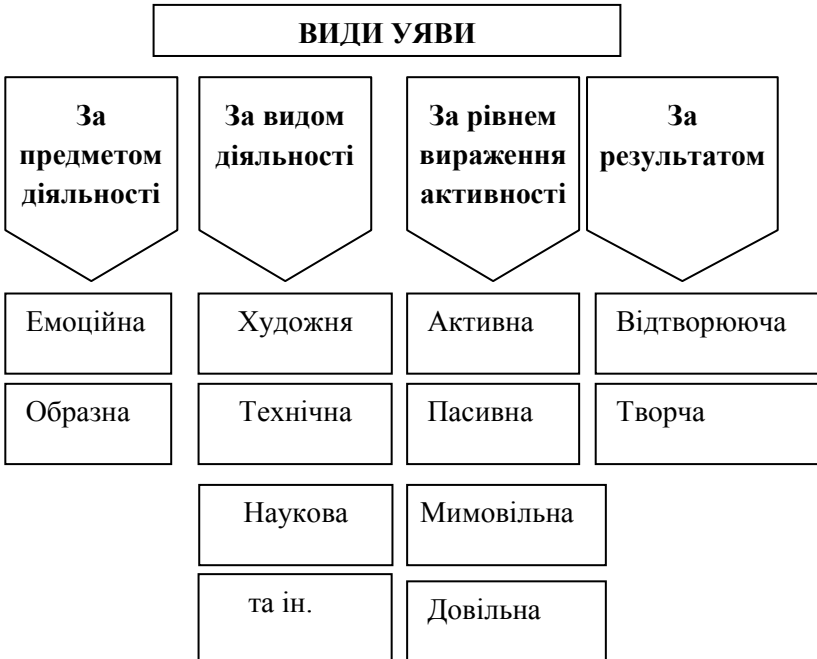 ВИДИ УЯВИ
За
предметом
діяльності
За видом
діяльності
За рівнем
вираження
активності
За
результатом
Емоційна
Художня
Активна
Відтворююча
Образна
Технічна
Пасивна
Творча
Наукова
Мимовільна
та ін.
Довільна